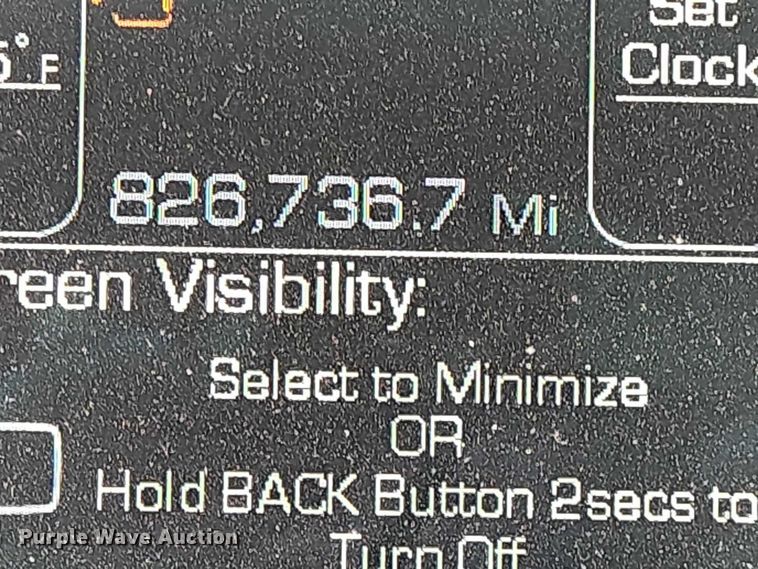 Set
Clock
° F
826,736.7 Mi
reen Visibility:
Select to Minimize
OR
Hold BACK Button 2secs to
Turn Off
Purple Wave Auction